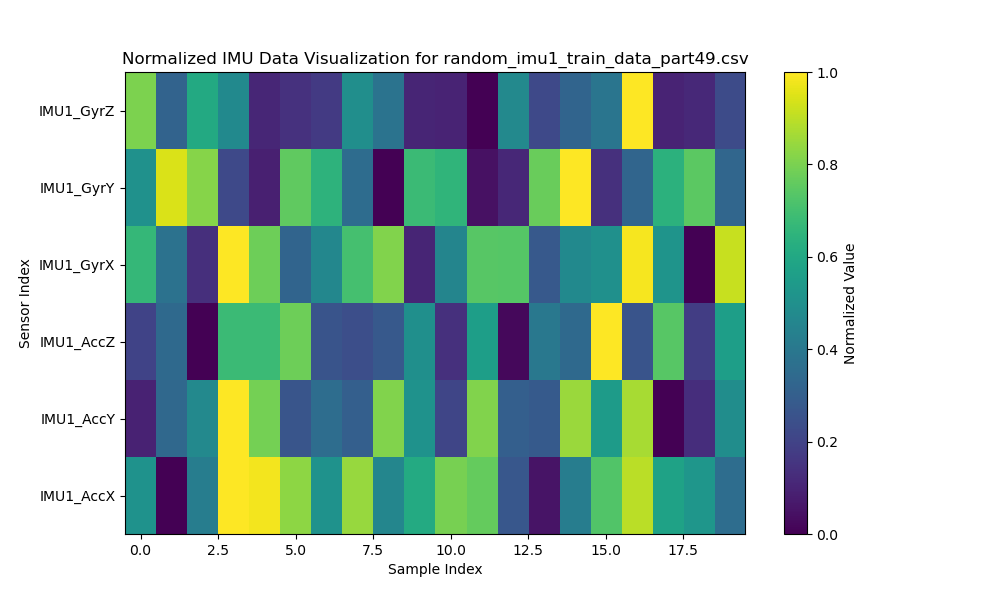 Normalized IMU Data Visualization for random_imu1_train_data_part49.csv
IMU1_GyrZ
IMU1_GyrY
IMU1_GyrX
IMU1_AccZ
IMU1_AccY
IMU1_AccX
Sensor Index
0.0 2.5 5.0 7.5 10.0 12.5 15.0 17.5
Sample Index
1.0
0.8
0.6
0.4
0.2
0.0
Normalized Value